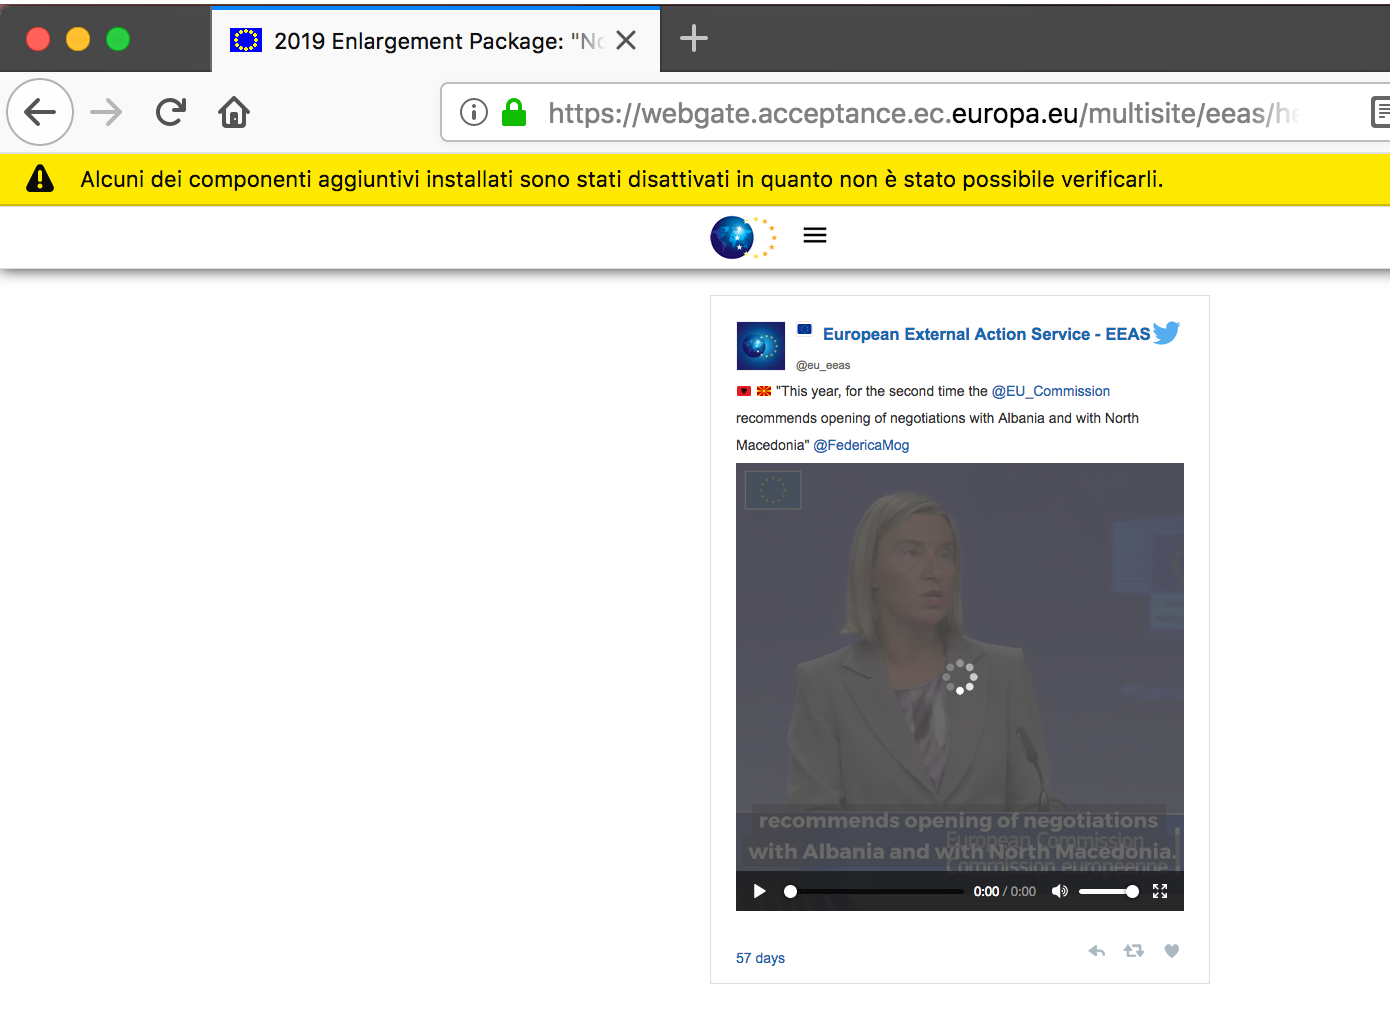 2019 Enlargement Package: "No
https://webgate.acceptance.ec.europa.eu/multisite/eeas/he
Alcuni dei componenti aggiuntivi installati sono stati disattivati in quanto non è stato possibile verificarli.
European External Action Service - EEAS
@eu_eeas
"This year, for the second time the @EU_Commission
recommends opening of negotiations with Albania and with North
Macedonia" @FedericaMog
recommends opening of negotiations
with Albania and with North Macedonia.
European Commission
Commission européenne
0:00 / 0:00
57 days